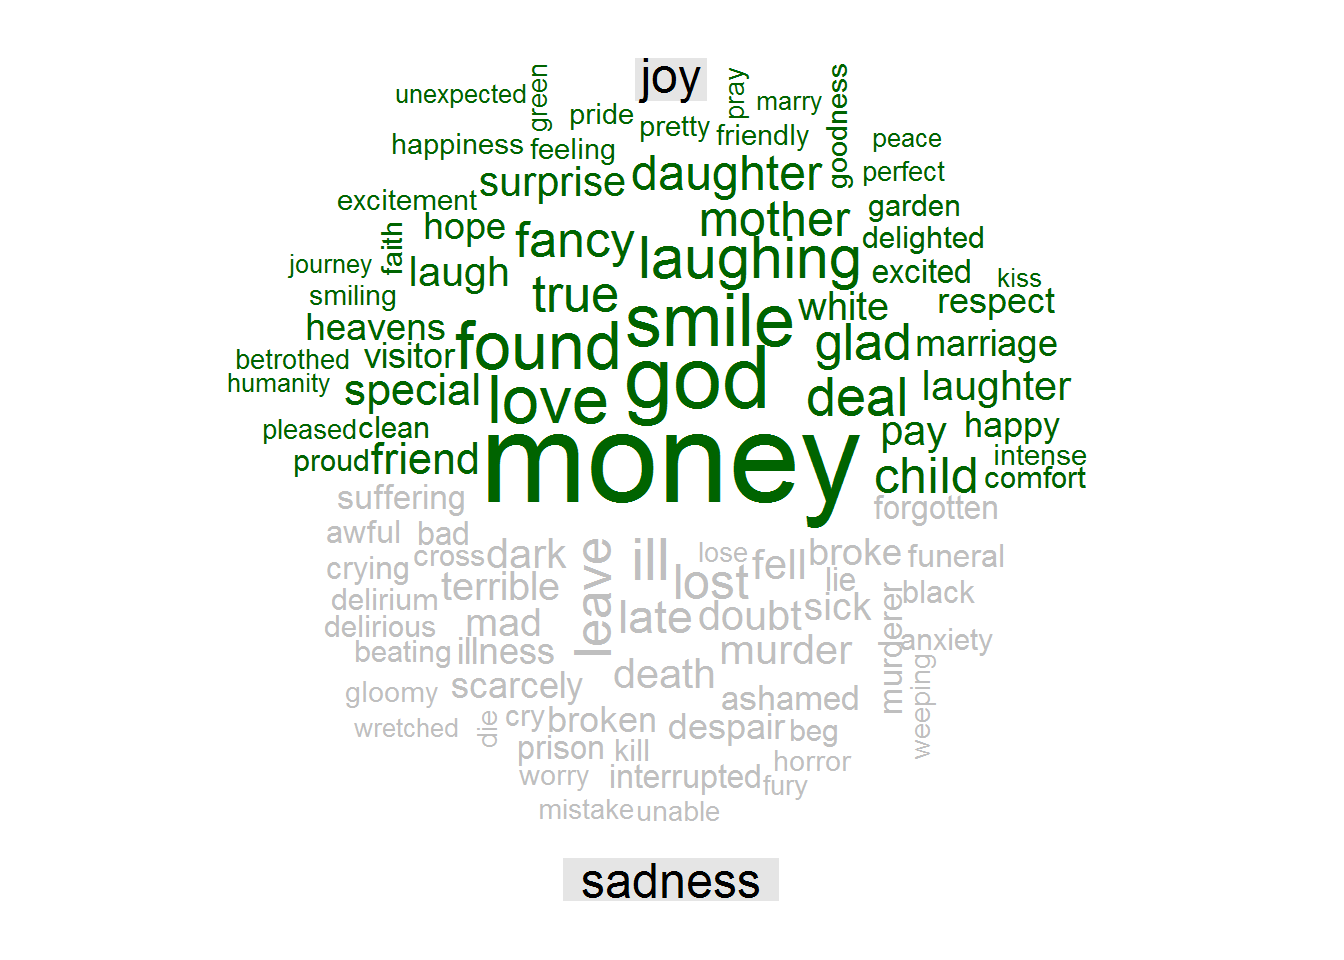 joy
unexpected green pride pretty pray marry goodness
happiness feeling friendly peace
surprise daughter perfect
excitement hope fancy mother garden
faith laughing delighted
journey laugh excited kiss
smiling true smile white respect
heavens found glad marriage
betrothed visitor god
humanity special love deal laughter
pleased clean money pay happy
proud friend child intense
comfort
suffering forgotten
awful bad
crying cross dark leave ill lose fell broke funeral
delirium terrible lost lie black
delirious mad late doubt sick murderer anxiety
beating illness murder
gloomy scarcely death ashamed weeping
wretched die cry broken despair beg
prison kill horror
worry interrupted fury
mistake unable
sadness